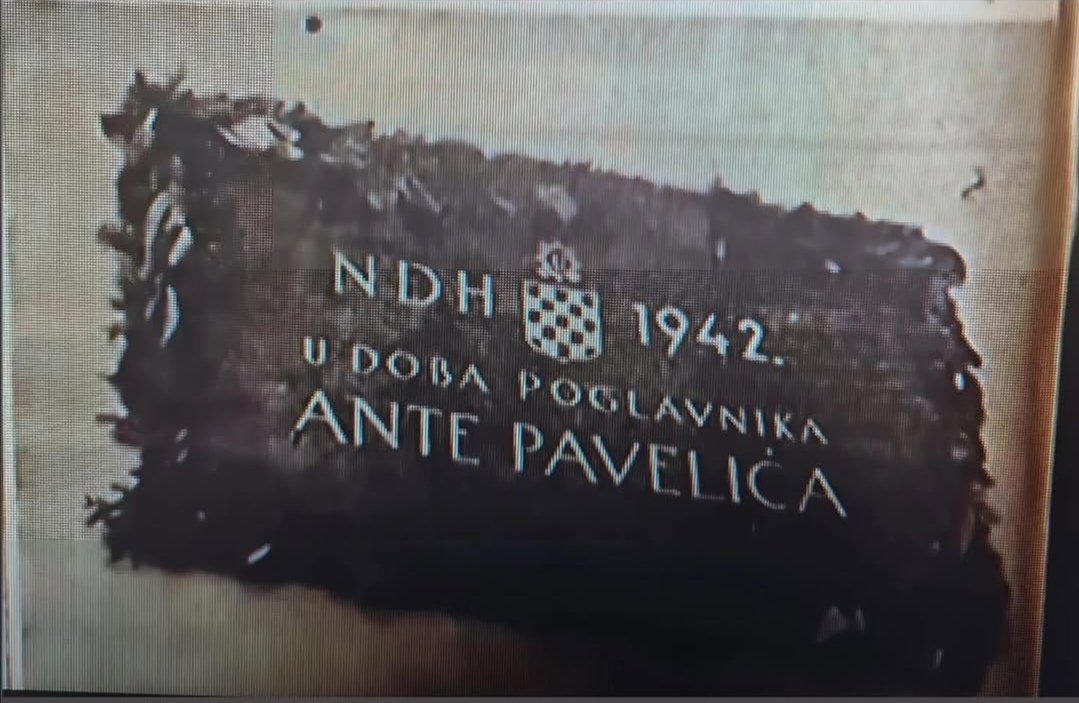 NDH 1942.
U DOBA POGLAVNIKA
ANTE PAVELIĆA